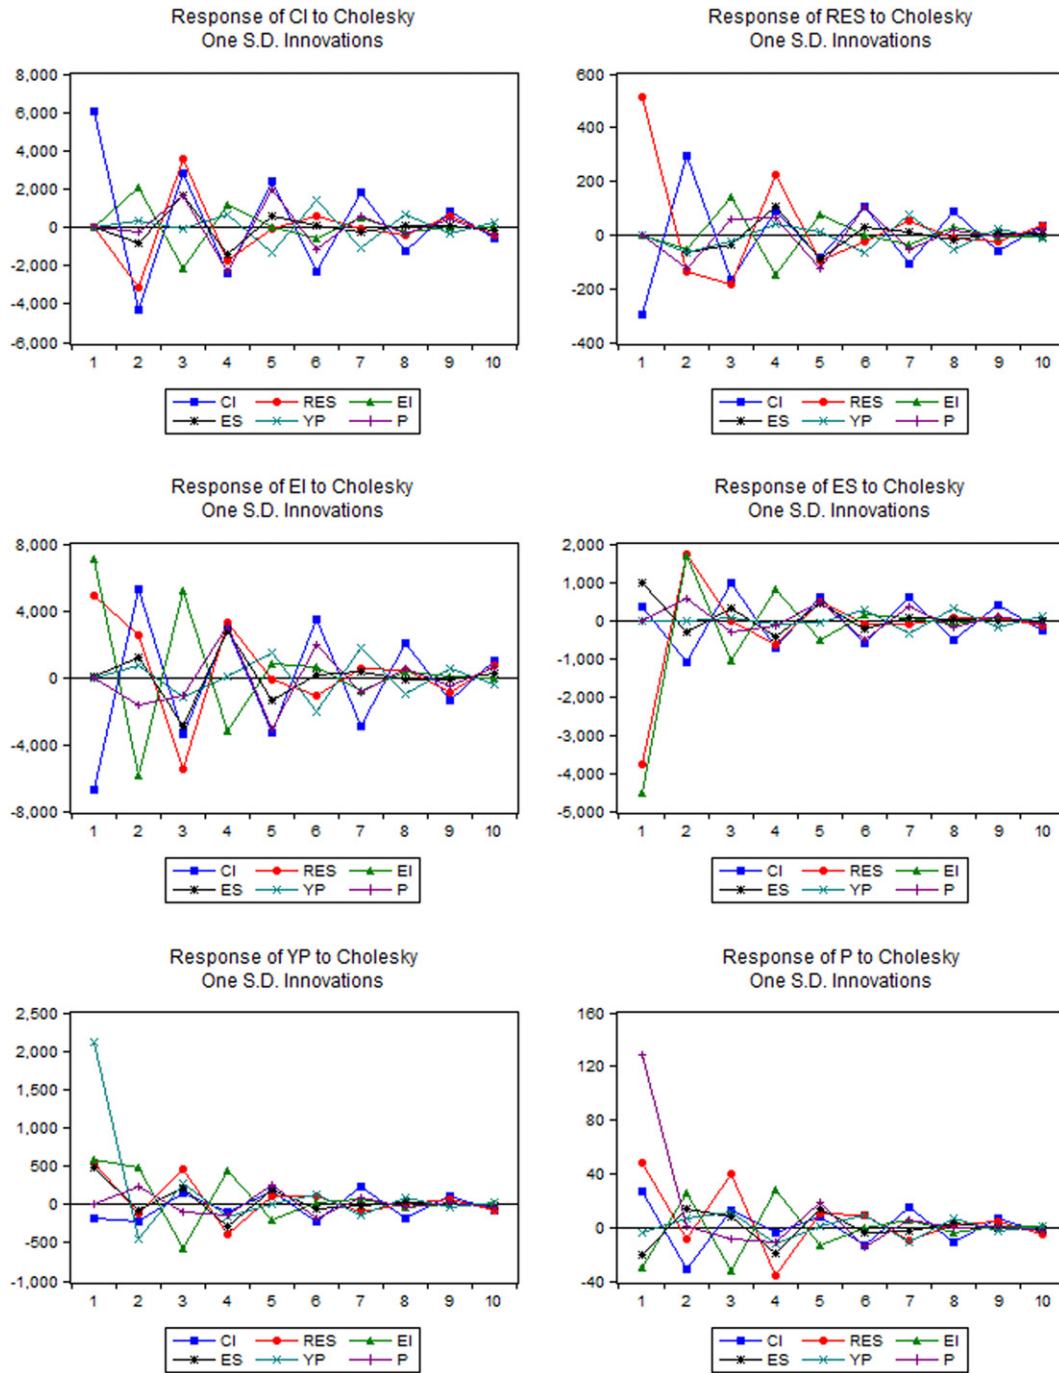 Response of CI to Cholesky
One S.D. Innovations
8,000
6,000
4,000
2,000
0
-2,000
-4,000
-6,000
1 2 3 4 5 6 7 8 9 10
CI RES EI
ES YP P
Response of RES to Cholesky
One S.D. Innovations
600
400
200
0
-200
-400
1 2 3 4 5 6 7 8 9 10
CI RES EI
ES YP P
Response of EI to Cholesky
One S.D. Innovations
8,000
4,000
0
-4,000
-8,000
1 2 3 4 5 6 7 8 9 10
CI RES EI
ES YP P
Response of ES to Cholesky
One S.D. Innovations
2,000
1,000
0
-1,000
-2,000
-3,000
-4,000
-5,000
1 2 3 4 5 6 7 8 9 10
CI RES EI
ES YP P
Response of YP to Cholesky
One S.D. Innovations
2,500
2,000
1,500
1,000
500
0
-500
-1,000
1 2 3 4 5 6 7 8 9 10
CI RES EI
ES YP P
Response of P to Cholesky
One S.D. Innovations
160
120
80
40
0
-40
1 2 3 4 5 6 7 8 9 10
CI RES EI
ES YP P